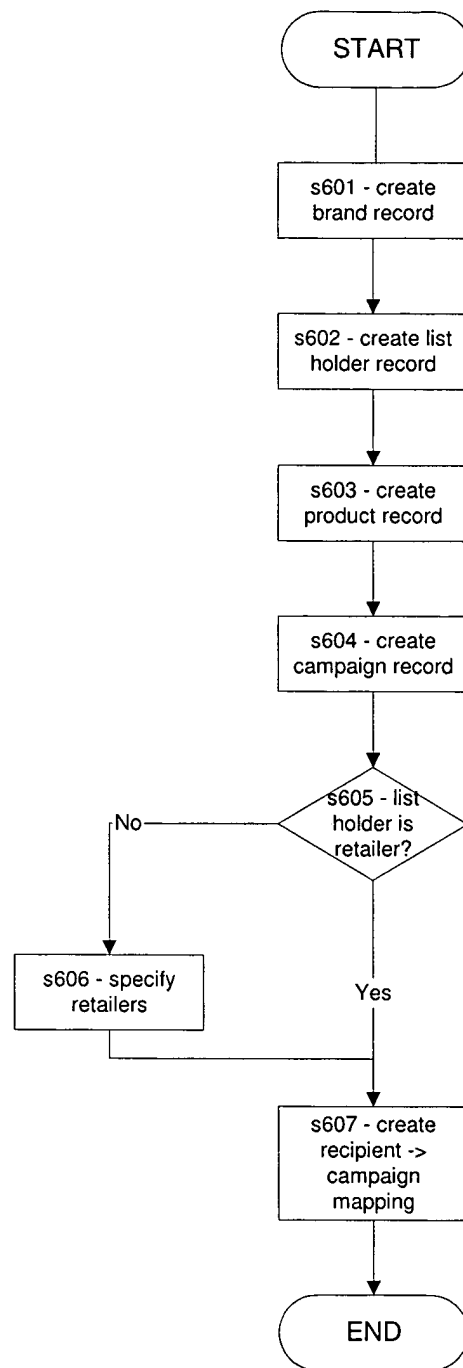 START
s601 - create
brand record
s602 - create list
holder record
s603 - create
product record
s604 - create
campaign record
s605 - list
holder is
retailer?
No
s606 - specify
retailers
Yes
s607 - create
recipient ->
campaign
mapping
END